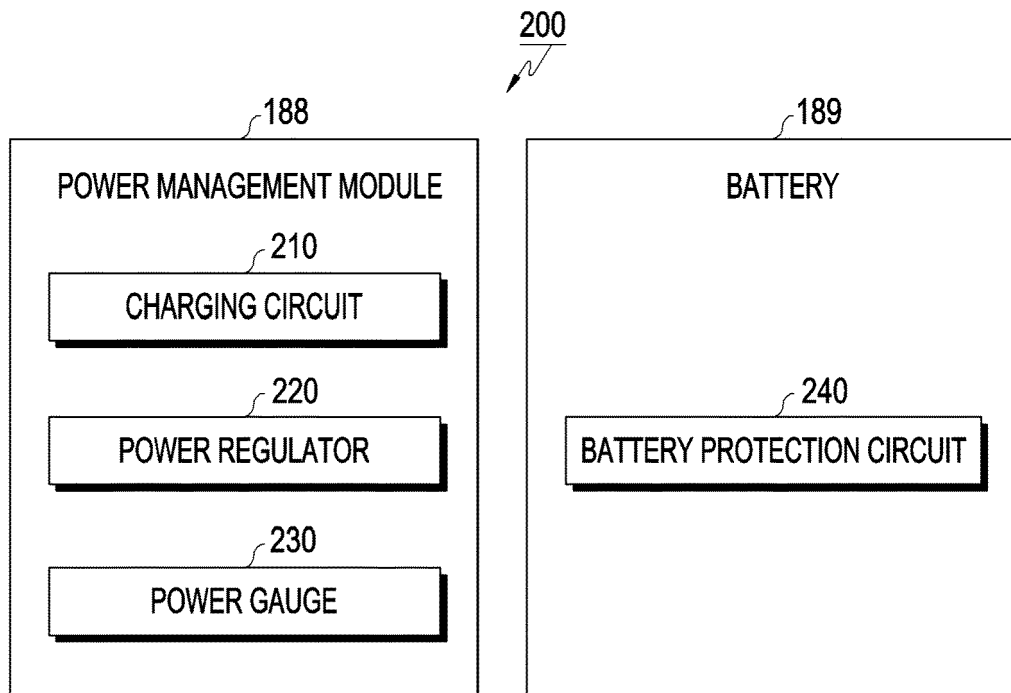 200
188
189
POWER MANAGEMENT MODULE
BATTERY
210
CHARGING CIRCUIT
220
POWER REGULATOR
240
BATTERY PROTECTION CIRCUIT
230
POWER GAUGE